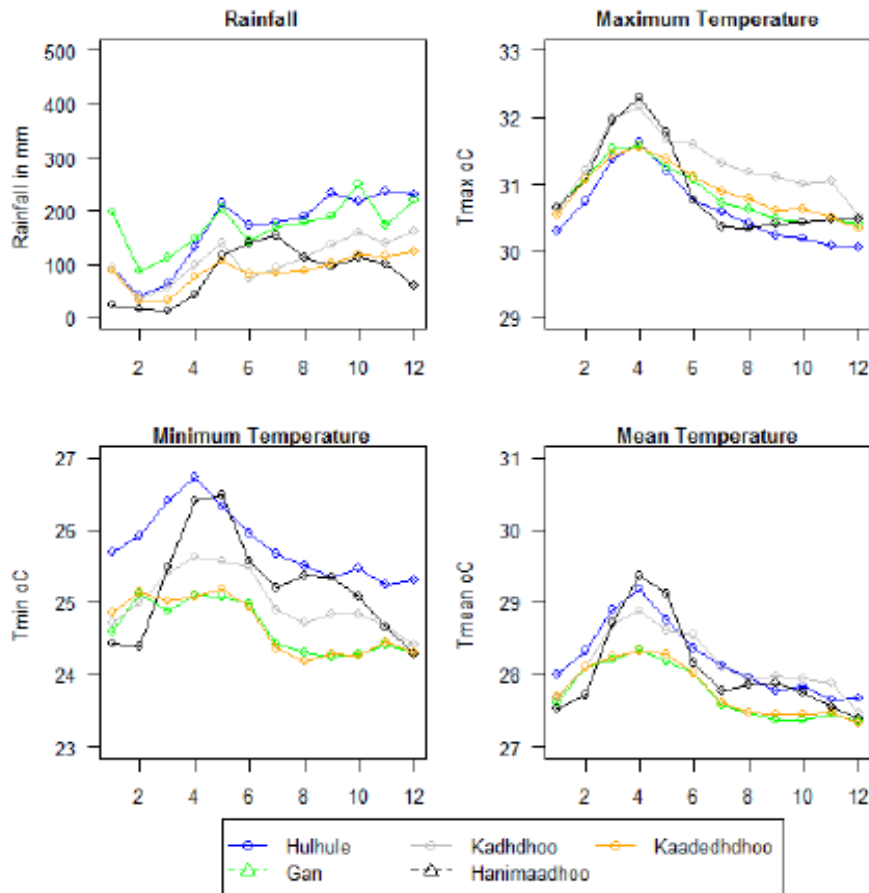 Rainfall
Maximum Temperature
Rainfall in mm
500
400
300
200
100
0
2 4 6 8 10 12
Tmax oC
33
32
31
30
29
2 4 6 8 10 12
Minimum Temperature
Mean Temperature
Tmin oC
27
26
25
24
23
2 4 6 8 10 12
Tmean oC
31
30
29
28
27
2 4 6 8 10 12
Hulhule Kadhdhoo Kaadedhdhoo
Gan Hanimaadhoo